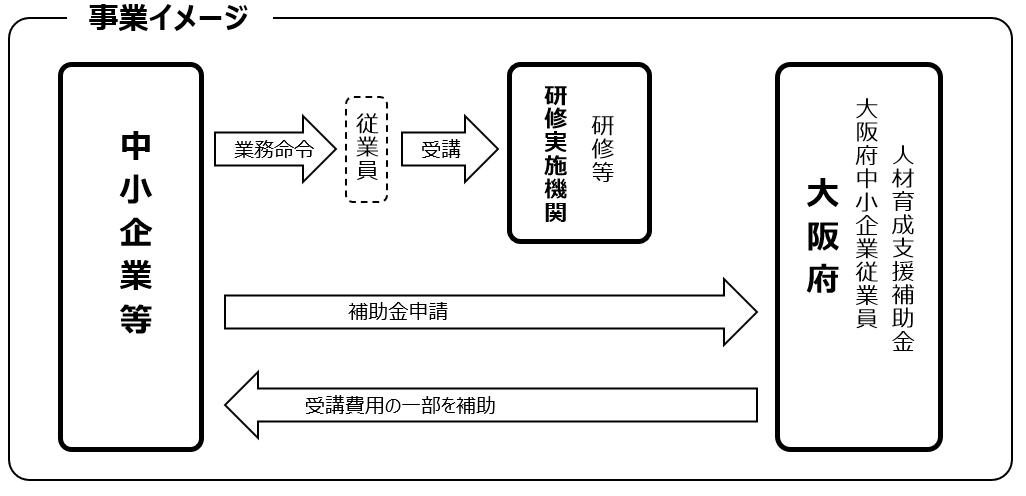 事業イメージ
中小企業等
業務命令
従業員
受講
研修実施機関
研修等
補助金申請
受講費用の一部を補助
大阪府
大阪府中小企業従業員
人材育成支援補助金